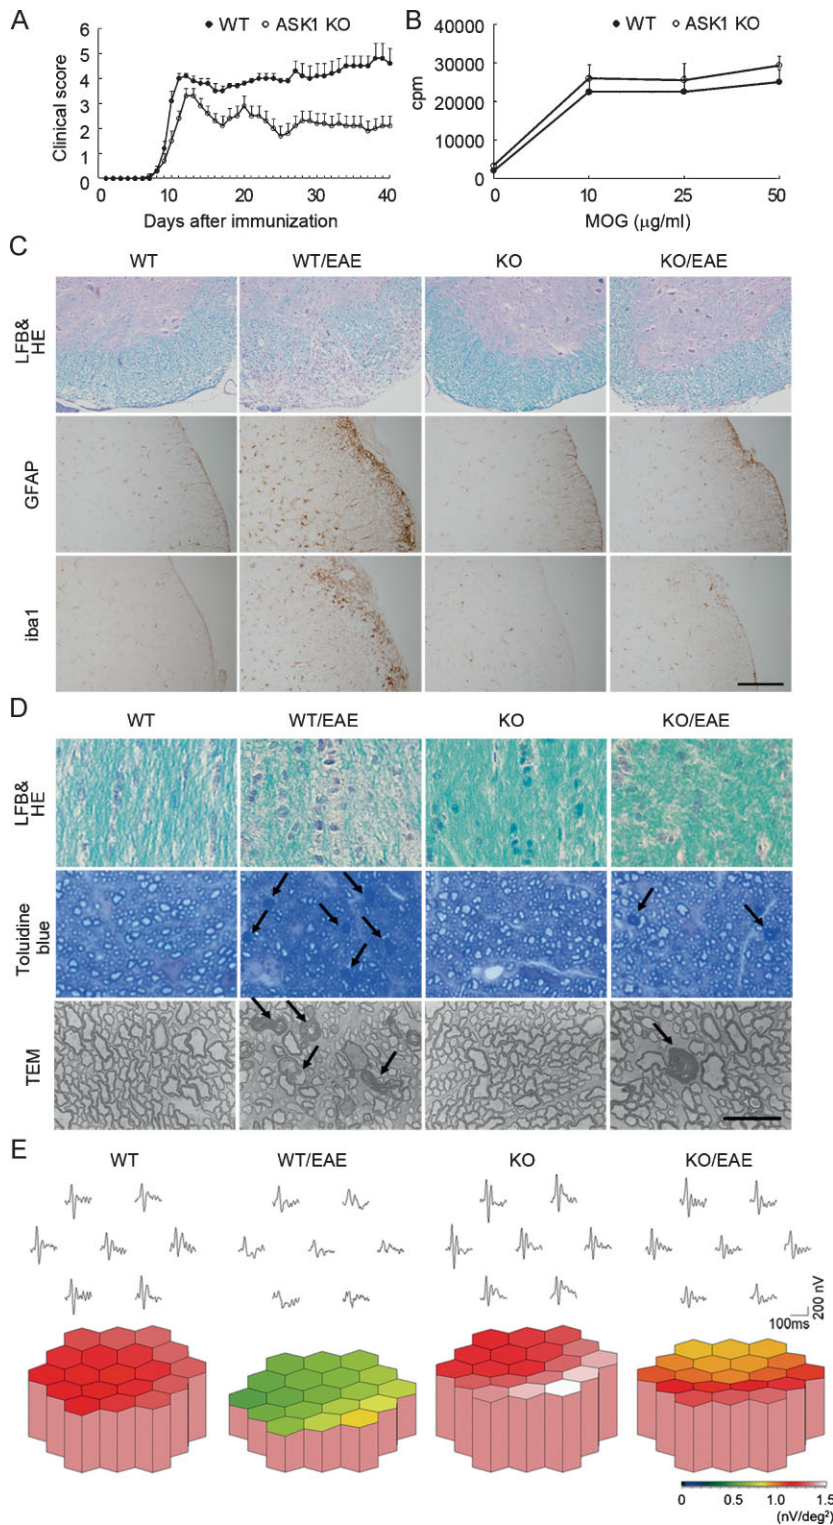 A
WT ASK1 KO
Clinical score
6
5
4
3
2
1
0
0 10 20 30 40
Days after immunization
B
WT ASK1 KO
cpm
40000
30000
20000
10000
0
0 10 25 50
MOG (μg/ml)
C
WT WT/EAE KO KO/EAE
LFB&
HE
GFAP
iba1
D
WT WT/EAE KO KO/EAE
LFB&
HE
Toluidine
blue
TEM
E
WT WT/EAE KO KO/EAE
200 nV
100ms
0 0.5 1.0 1.5
(nV/deg²)